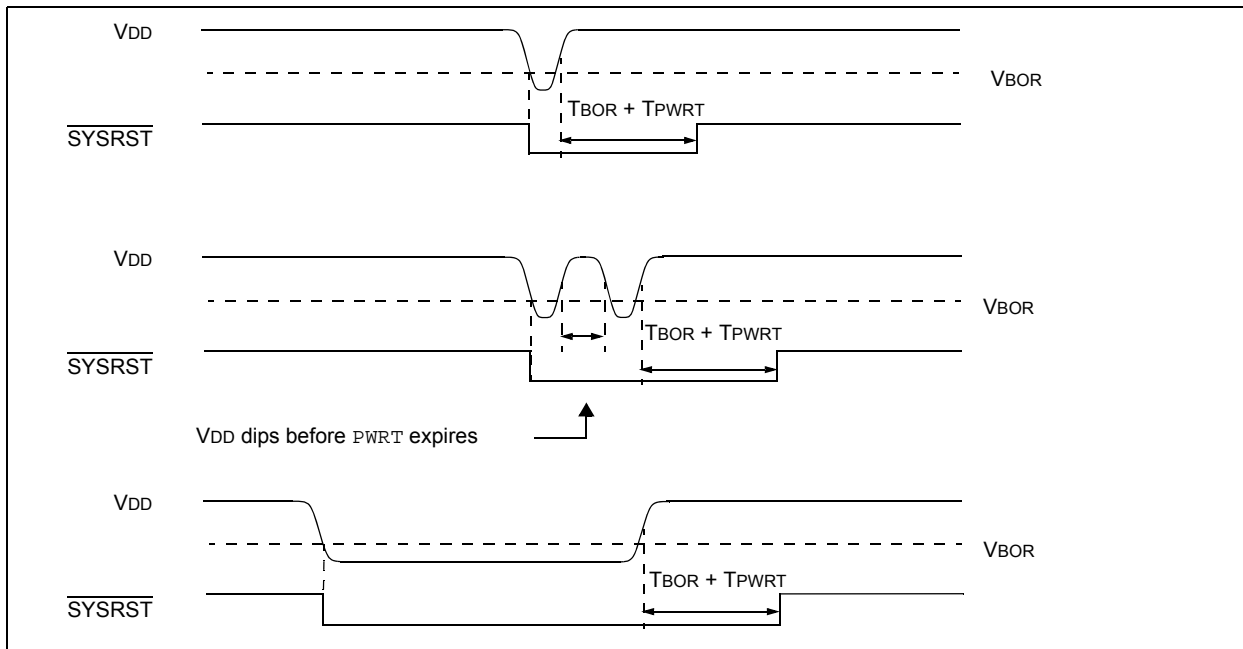 VDD
VBOR
TBOR + TPWRT
SYSRST
VDD
VBOR
TBOR + TPWRT
SYSRST
VDD dips before PWRT expires
VDD
VBOR
TBOR + TPWRT
SYSRST